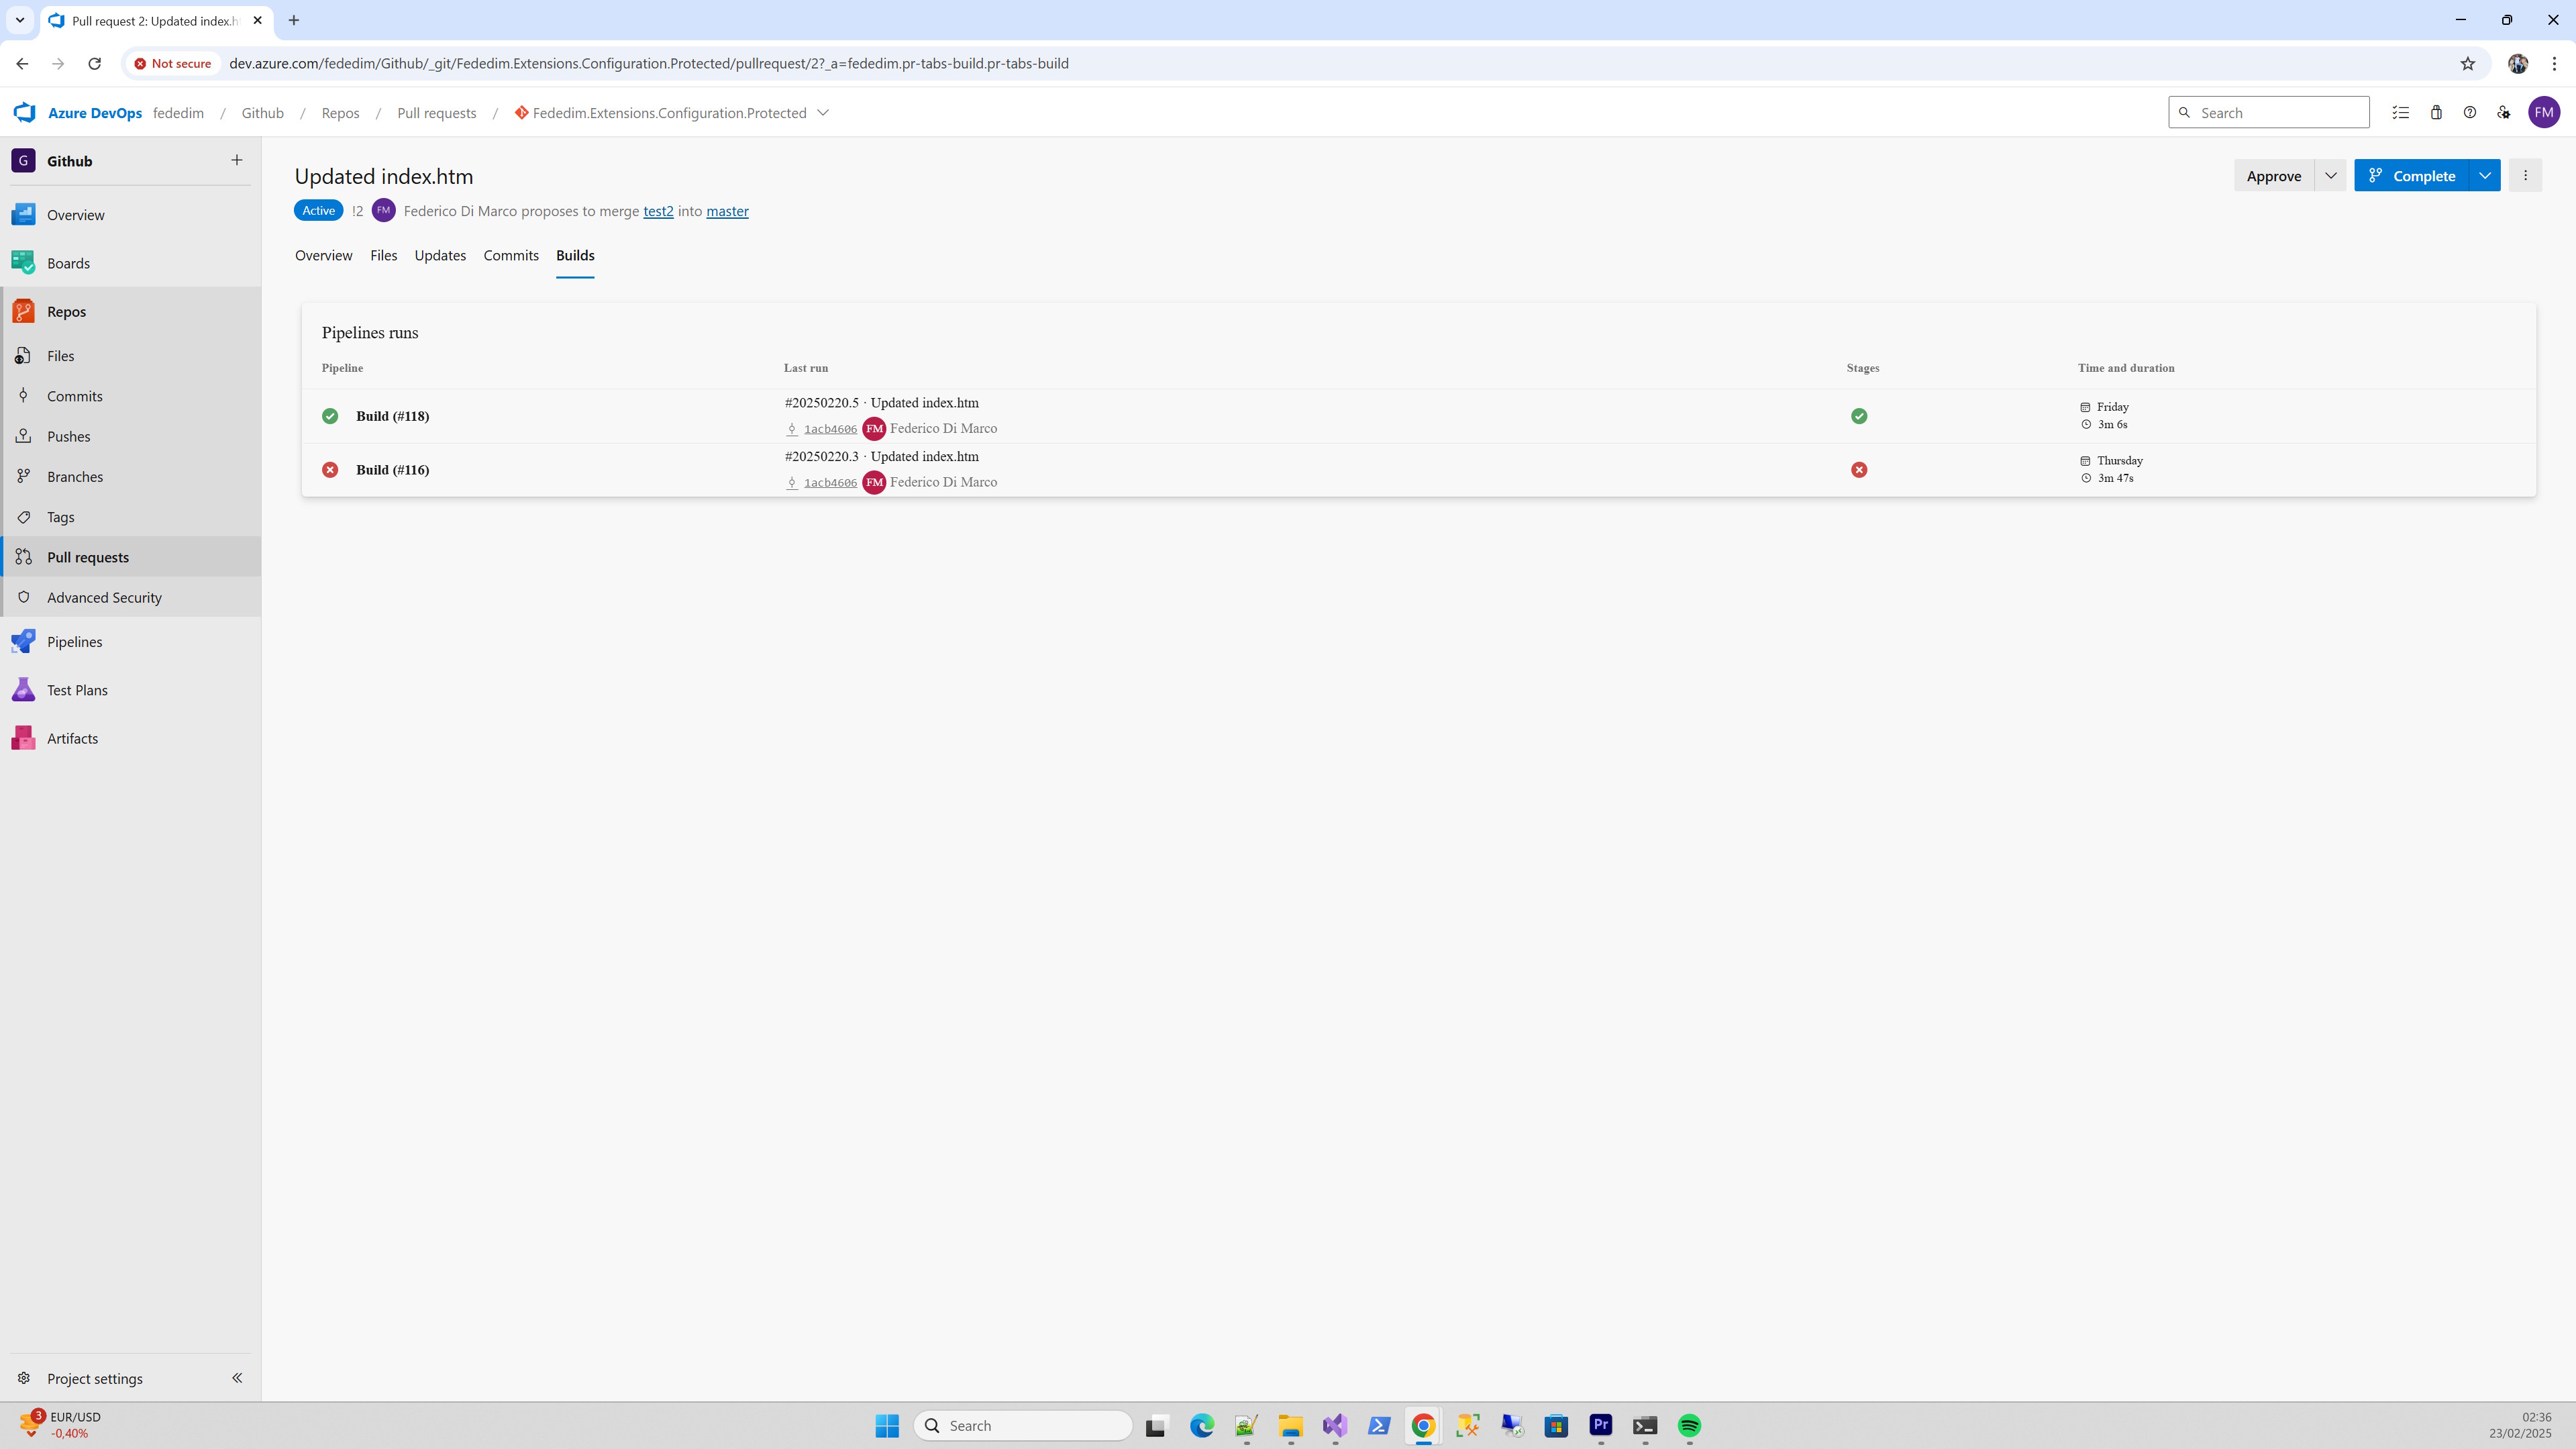 Pull request 2: Updated index.h
Not secure
dev.azure.com/fededim/Github/_git/Fededim.Extensions.Configuration.Protected/pullrequest/2?_a=fededim.pr-tabs-build.pr-tabs-build
Azure DevOps fededim / Github / Repos / Pull requests / Fededim.Extensions.Configuration.Protected
Search
FM
G Github
Overview
Boards
Repos
Files
Commits
Pushes
Branches
Tags
Pull requests
Advanced Security
Pipelines
Test Plans
Artifacts
Project settings
Updated index.htm
Approve
Complete
Active !2 FM Federico Di Marco proposes to merge test2 into master
Overview Files Updates Commits Builds
Pipelines runs
Pipeline Last run Stages Time and duration
Build (#118)
#20250220.5 · Updated index.htm
1acb4606 FM Federico Di Marco
Friday
3m 6s
Build (#116)
#20250220.3 · Updated index.htm
1acb4606 FM Federico Di Marco
Thursday
3m 47s
3
EUR/USD
-0,40%
Search
Pr
02:36
23/02/2025